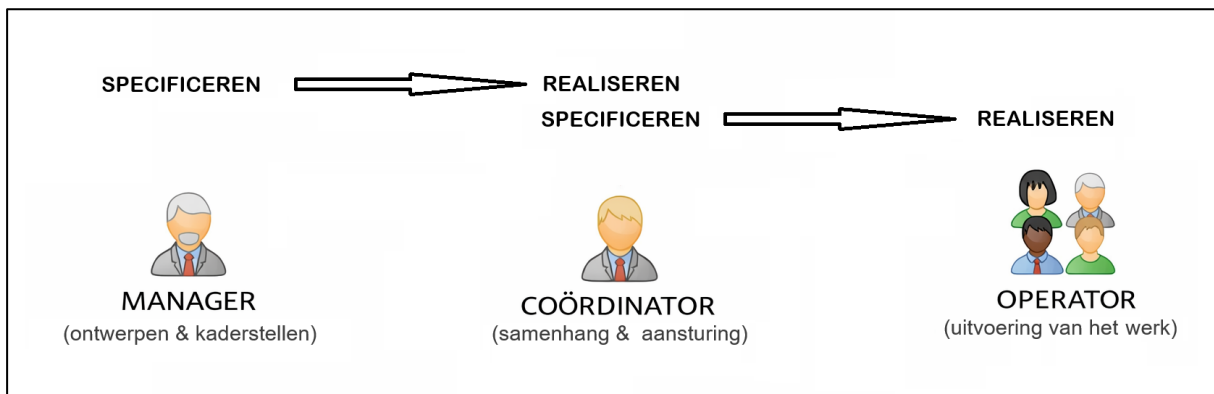 SPECIFICEREN
REALISEREN
SPECIFICEREN
REALISEREN
MANAGER
(ontwerpen & kaderstellen)
COÖRDINATOR
(samenhang & aansturing)
OPERATOR
(uitvoering van het werk)